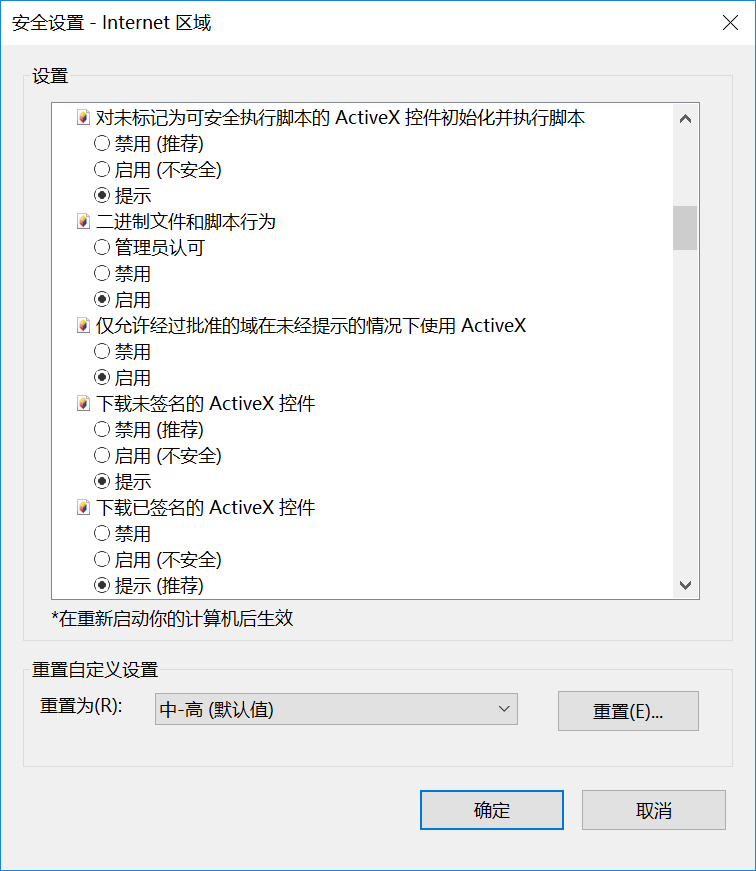 安全设置 - Internet 区域
设置
对未标记为可安全执行脚本的 ActiveX 控件初始化并执行脚本
禁用 (推荐)
启用 (不安全)
提示
二进制文件和脚本行为
管理员认可
禁用
启用
仅允许经过批准的域在未经提示的情况下使用 ActiveX
禁用
启用
下载未签名的 ActiveX 控件
禁用 (推荐)
启用 (不安全)
提示
下载已签名的 ActiveX 控件
禁用
启用 (不安全)
提示 (推荐)
*在重新启动你的计算机后生效
重置自定义设置
重置为(R):
中-高 (默认值)
重置(E)...
确定
取消